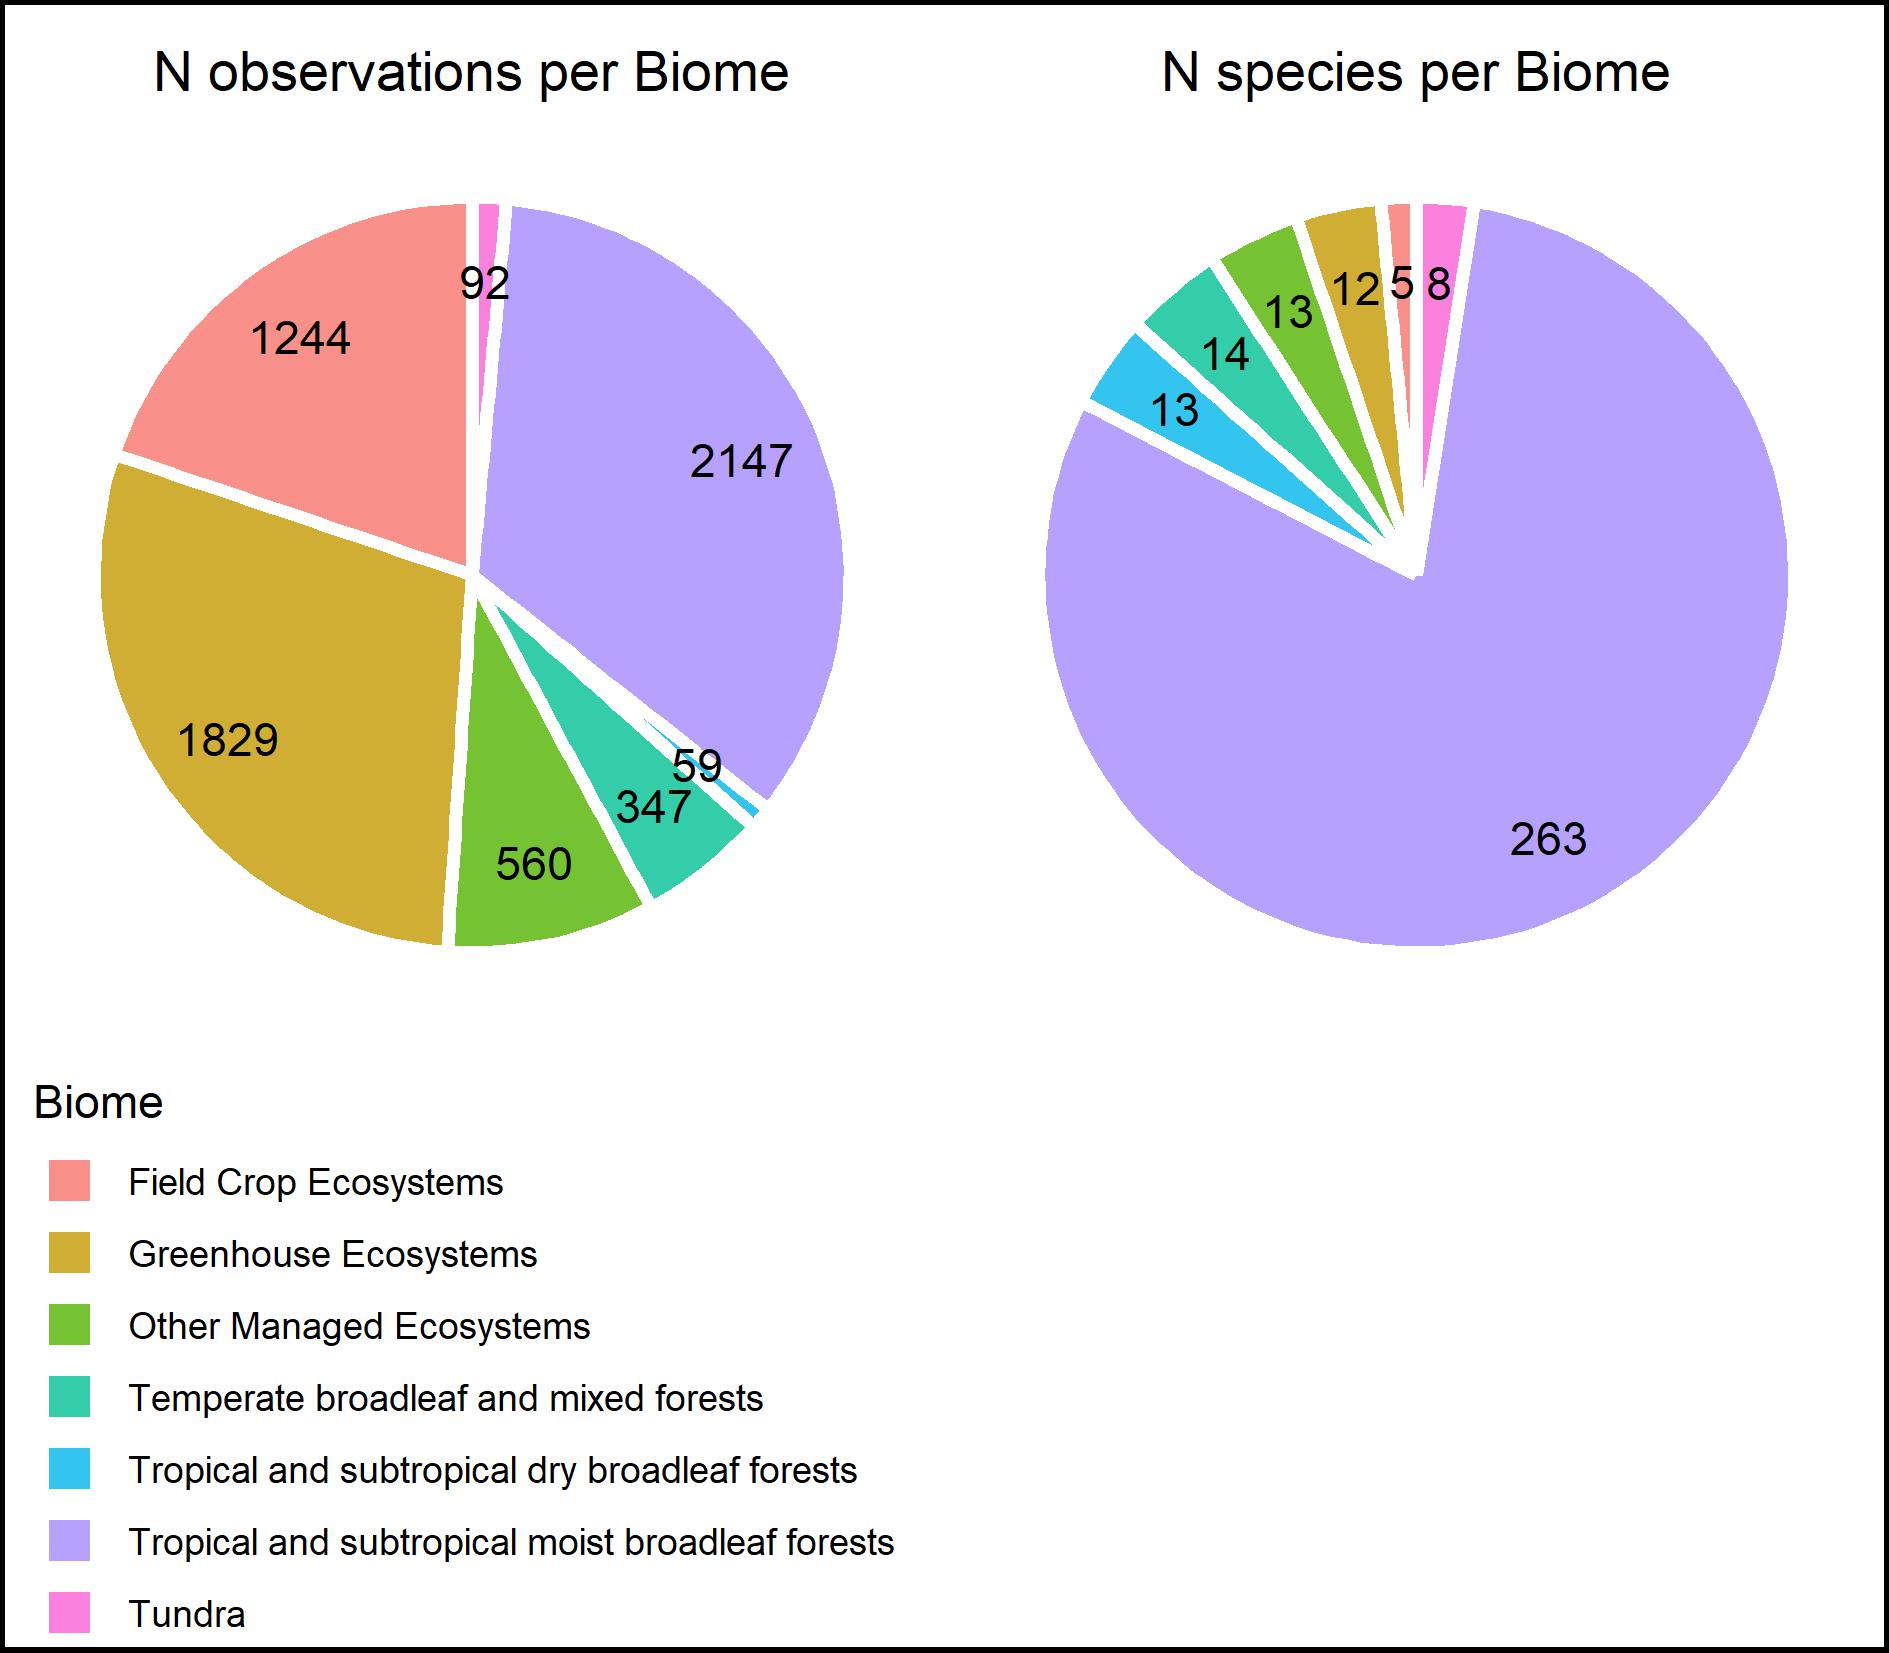 N observations per Biome
N species per Biome
92
1244
2147
1829
59
347
560
12
5
8
13
14
13
263
Biome
Field Crop Ecosystems
Greenhouse Ecosystems
Other Managed Ecosystems
Temperate broadleaf and mixed forests
Tropical and subtropical dry broadleaf forests
Tropical and subtropical moist broadleaf forests
Tundra